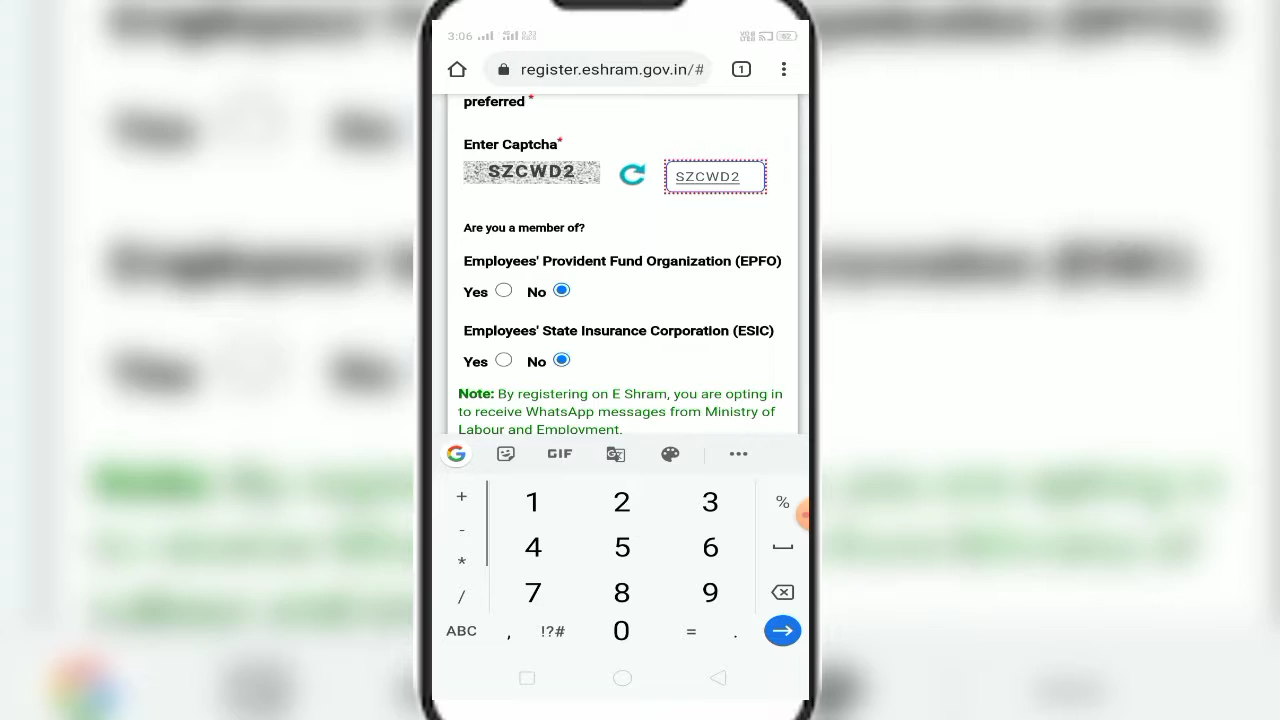 3:06
register.eshram.gov.in/#
1
preferred *
Enter Captcha*
SZCWD2
SZCWD2
Are you a member of?
Employees' Provident Fund Organization (EPFO)
Yes No
Employees' State Insurance Corporation (ESIC)
Yes No
Note: By registering on E Shram, you are opting in
to receive WhatsApp messages from Ministry of
Labour and Employment.
G GIF
+ 1 2 3 %
- 4 5 6
*
/ 7 8 9
ABC , !?# 0 = .